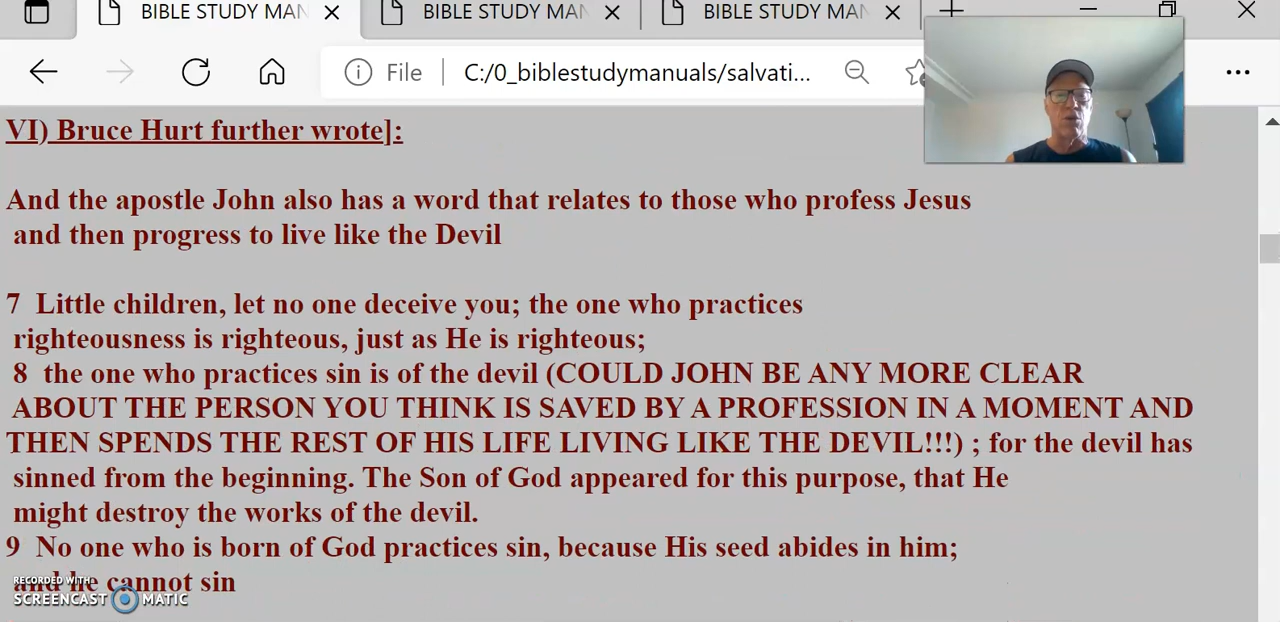 BIBLE STUDY MAN
BIBLE STUDY MAN
BIBLE STUDY MAN
File
C:/0_biblestudymanuals/salvati...
VI) Bruce Hurt further wrote]:
And the apostle John also has a word that relates to those who profess Jesus
and then progress to live like the Devil
7 Little children, let no one deceive you; the one who practices
righteousness is righteous, just as He is righteous;
8 the one who practices sin is of the devil (COULD JOHN BE ANY MORE CLEAR
ABOUT THE PERSON YOU THINK IS SAVED BY A PROFESSION IN A MOMENT AND
THEN SPENDS THE REST OF HIS LIFE LIVING LIKE THE DEVIL!!!) ; for the devil has
sinned from the beginning. The Son of God appeared for this purpose, that He
might destroy the works of the devil.
9 No one who is born of God practices sin, because His seed abides in him;
and he cannot sin
RECORDED WITH
SCREENCAST MATIC